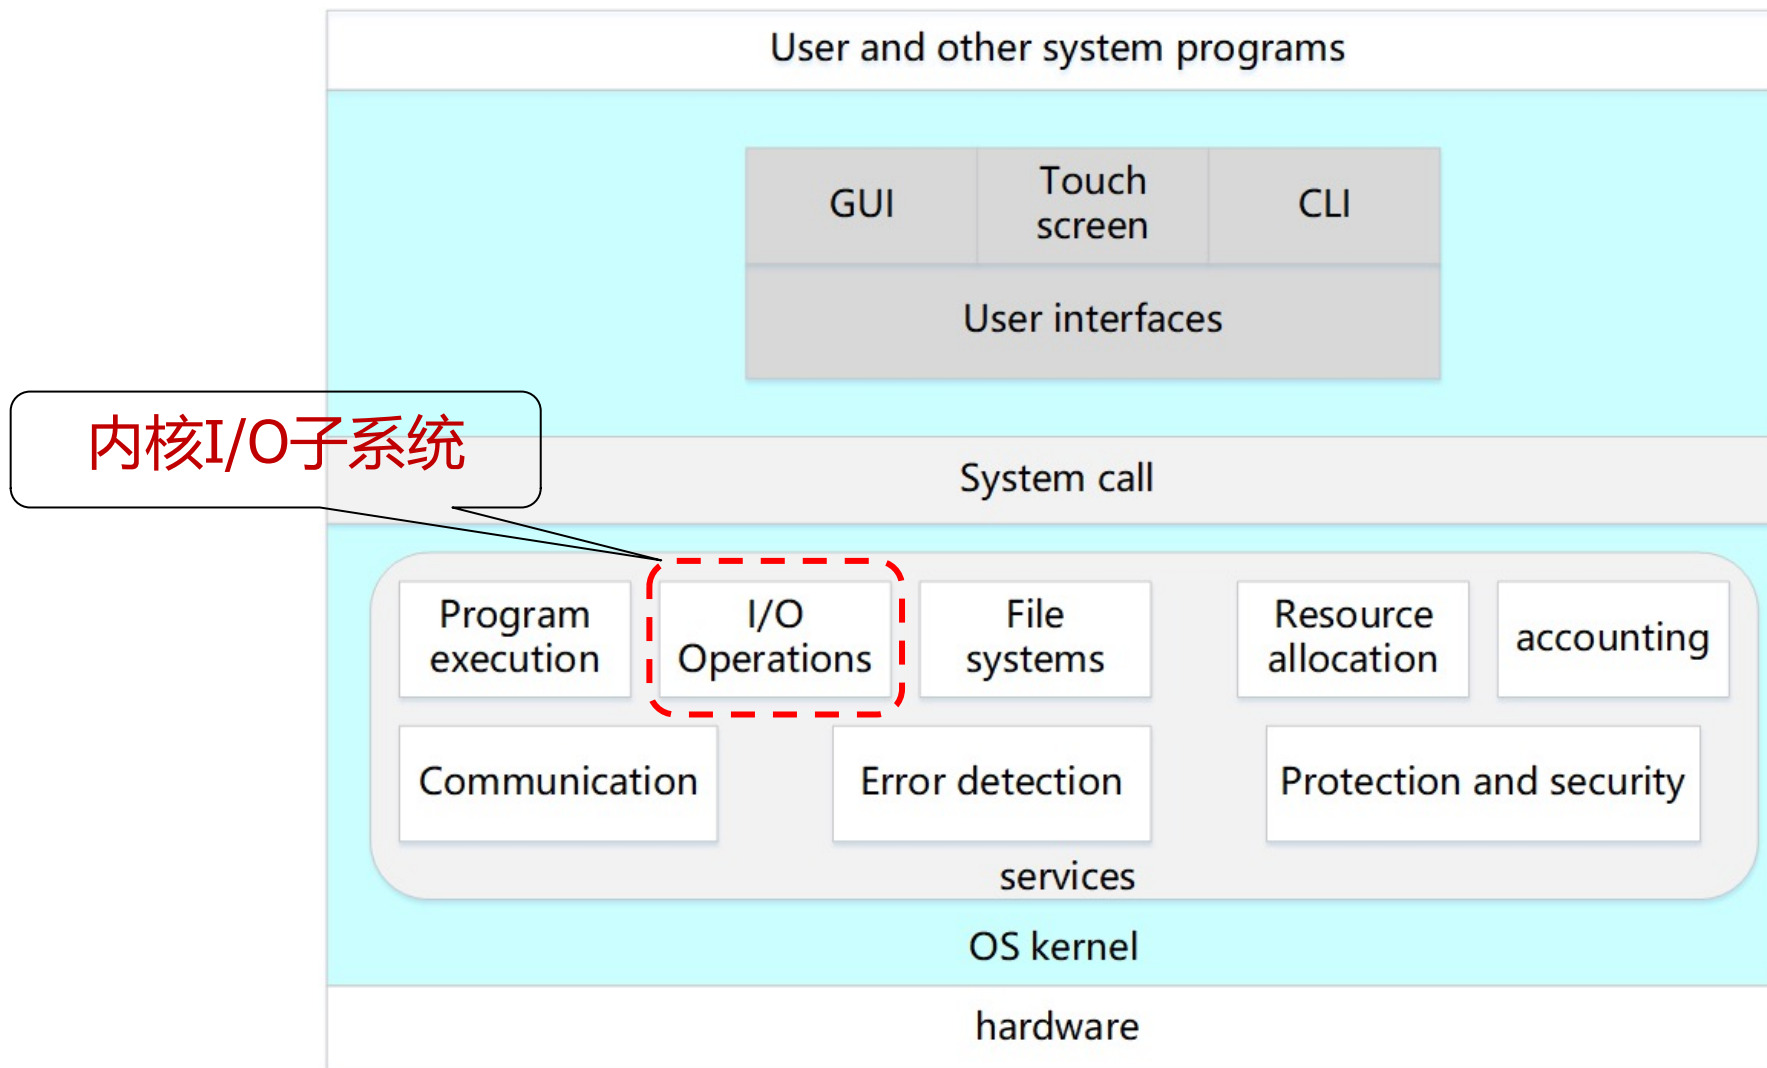 User and other system programs
GUI
Touch
screen
CLI
User interfaces
内核I/O子系统
System call
Program
execution
I/O
Operations
File
systems
Resource
allocation
accounting
Communication
Error detection
Protection and security
services
OS kernel
hardware